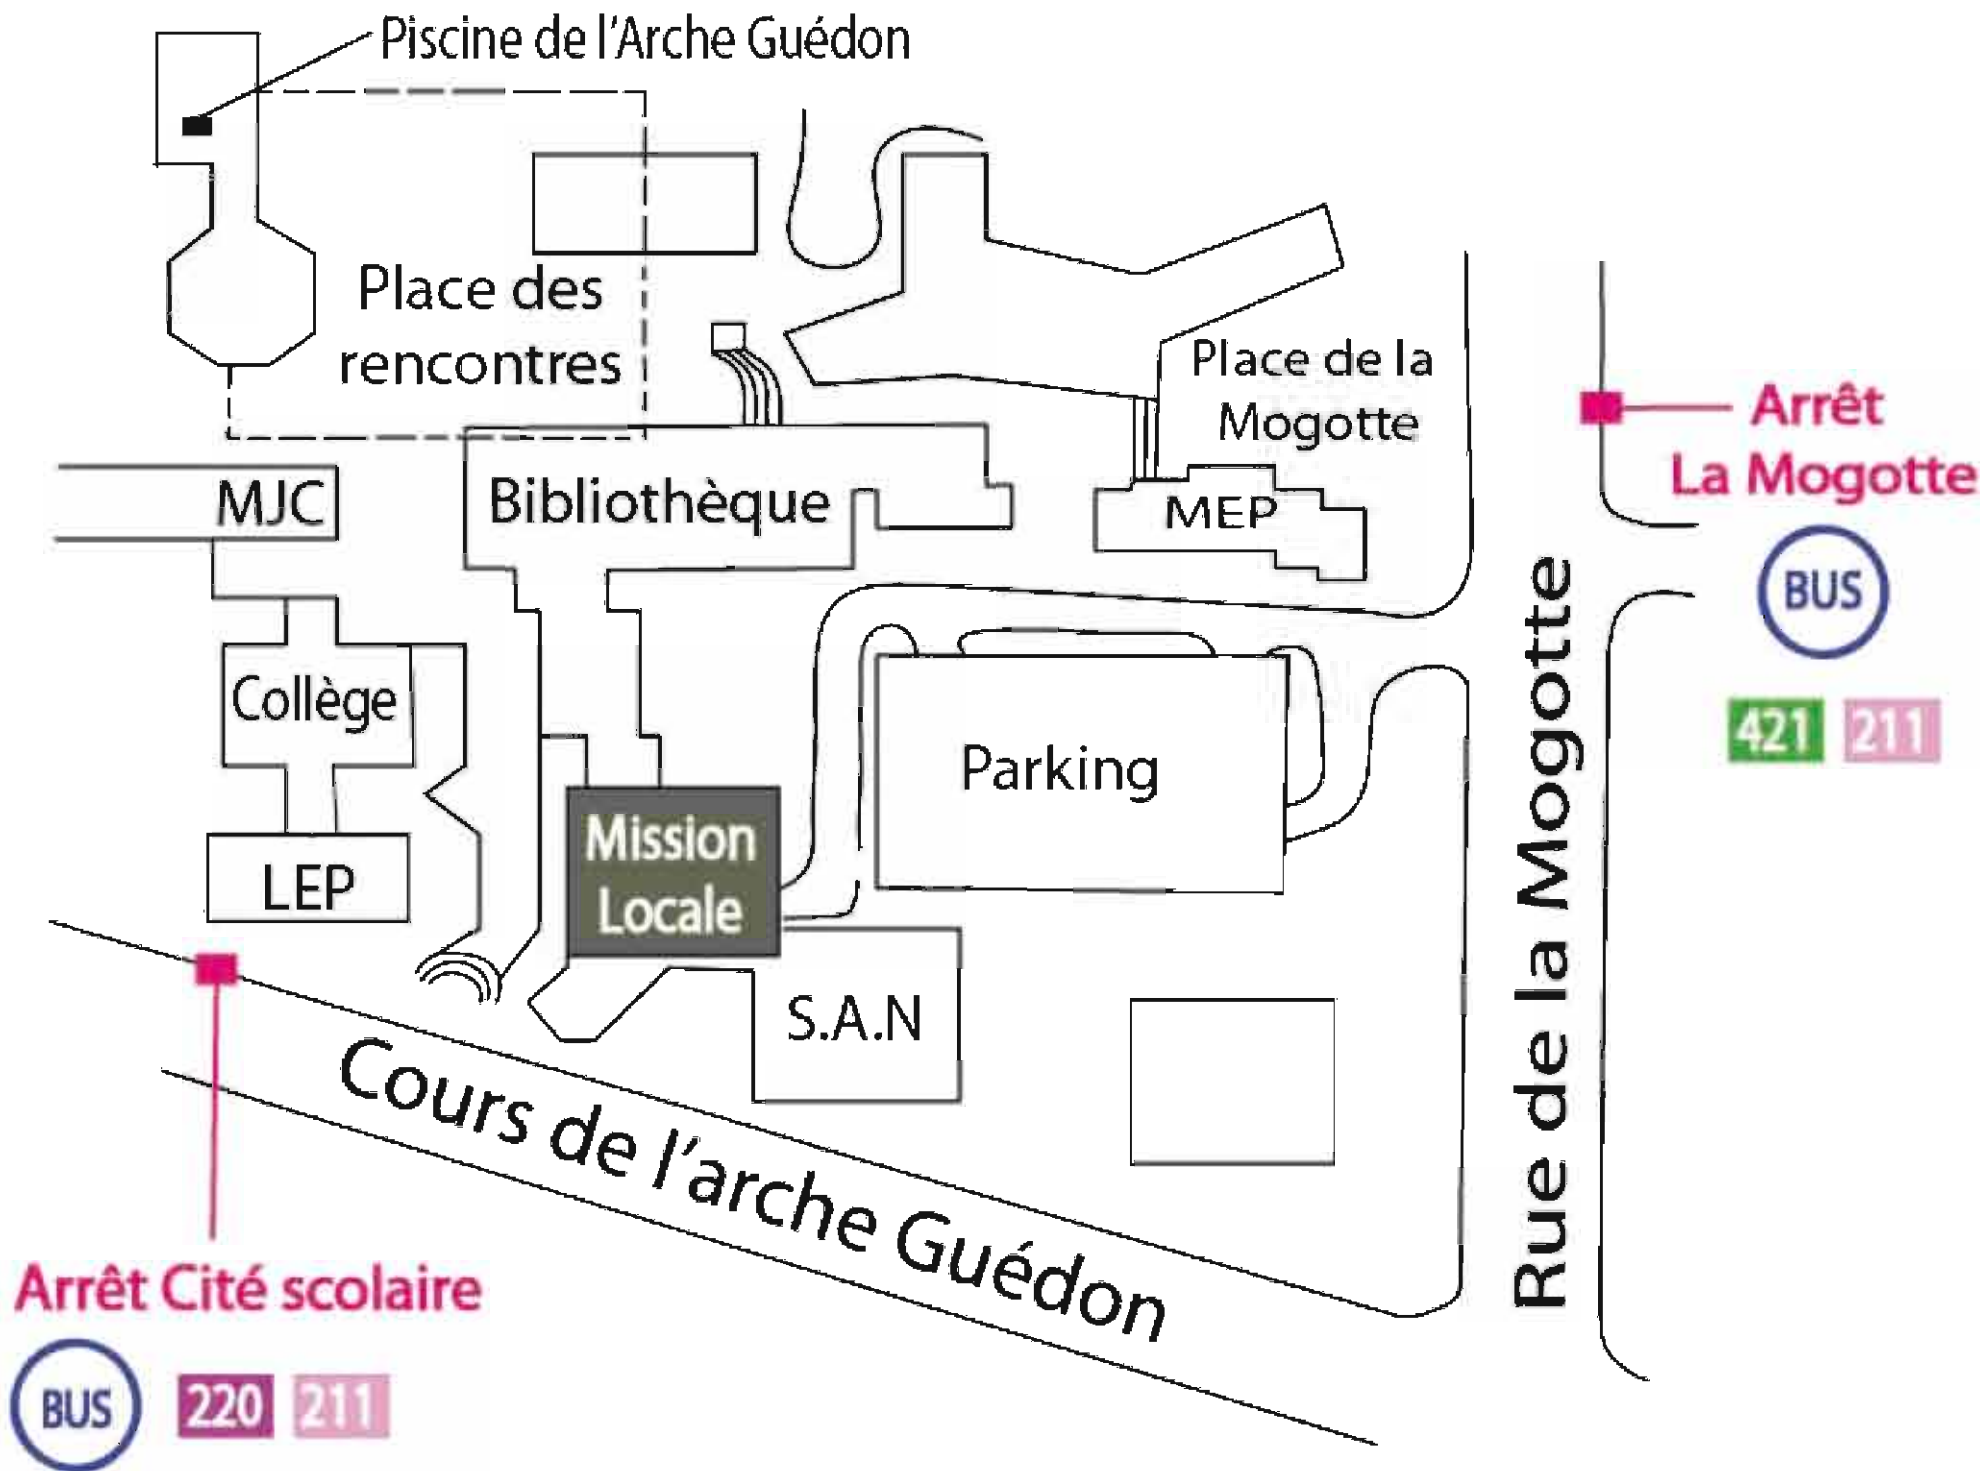 Piscine de l'Arche Guédon
Place des
rencontres
Place de la
Mogotte
Arrêt
La Mogotte
BUS
421 211
MJC
Bibliothèque
MEP
Collège
Parking
LEP
Mission
Locale
S.A.N
Rue de la Mogotte
Cours de l'arche Guédon
Arrêt Cité scolaire
BUS 220 211